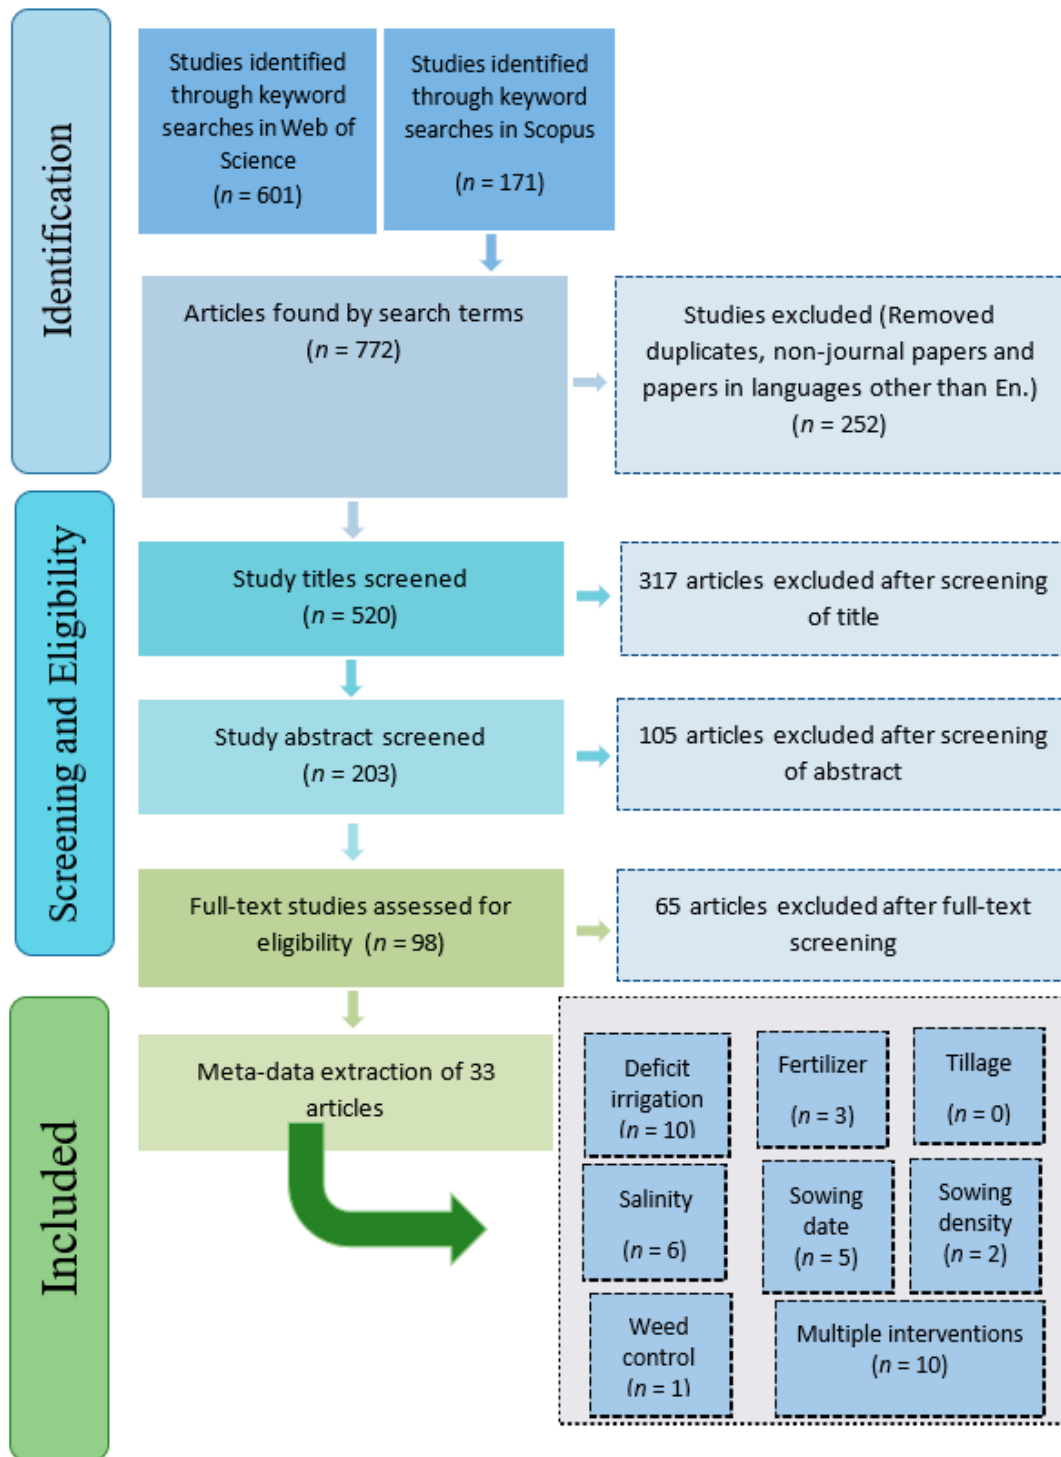 Identification
Studies identified
through keyword
searches in Web of
Science
(n = 601)
Studies identified
through keyword
searches in Scopus
(n = 171)
Articles found by search terms
(n = 772)
Studies excluded (Removed
duplicates, non-journal papers and
papers in languages other than En.)
(n = 252)
Screening and Eligibility
Study titles screened
(n = 520)
317 articles excluded after screening
of title
Study abstract screened
(n = 203)
105 articles excluded after screening
of abstract
Full-text studies assessed for
eligibility (n = 98)
65 articles excluded after full-text
screening
Included
Meta-data extraction of 33
articles
Deficit
irrigation
(n = 10)
Fertilizer
(n = 3)
Tillage
(n = 0)
Salinity
(n = 6)
Sowing
date
(n = 5)
Sowing
density
(n = 2)
Weed
control
(n = 1)
Multiple interventions
(n = 10)